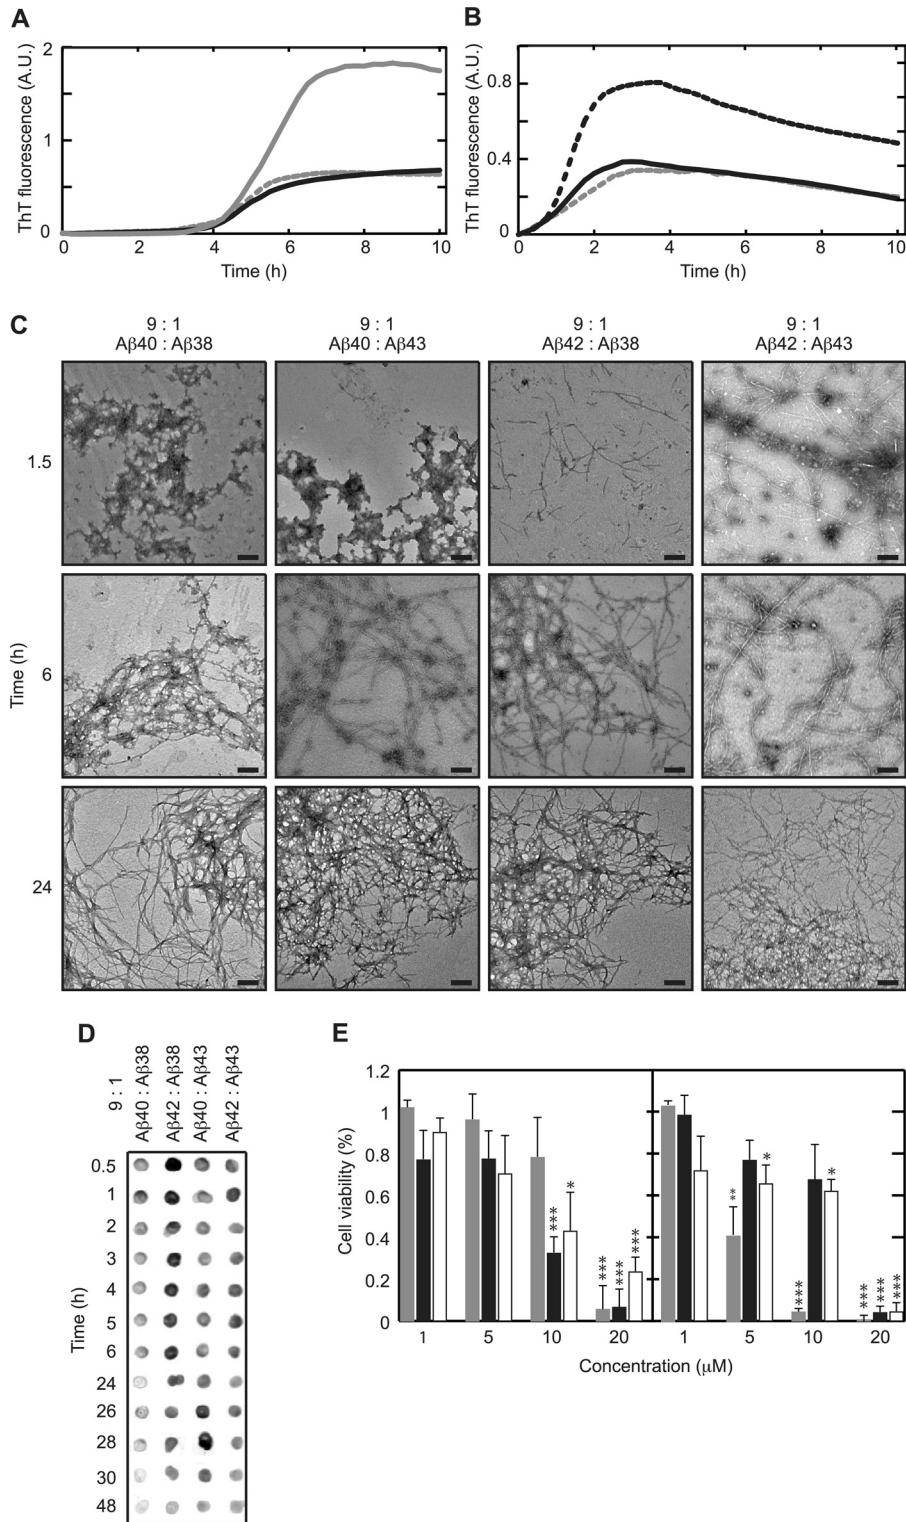 A
B
2
1
0
ThT fluorescence (A.U.)
0 2 4 6 8 10
Time (h)
0.8
0.4
0
ThT fluorescence (A.U.)
0 2 4 6 8 10
Time (h)
C
9 : 1
Aβ40 : Aβ38
9 : 1
Aβ40 : Aβ43
9 : 1
Aβ42 : Aβ38
9 : 1
Aβ42 : Aβ43
1.5
6
24
Time (h)
D
9 : 1
Aβ40 : Aβ38
Aβ42 : Aβ38
Aβ40 : Aβ43
Aβ42 : Aβ43
0.5
1
2
3
4
5
6
24
26
28
30
48
Time (h)
E
1.2
1
0.8
0.6
0.4
0.2
0
Cell viability (%)
***
*
***
***
***
**
*
***
*
***
***
***
1 5 10 20 1 5 10 20
Concentration (μM)